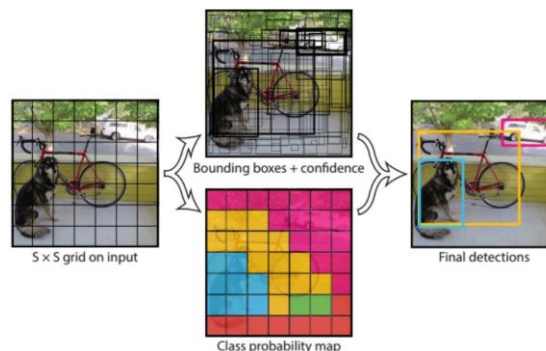 Bounding boxes + confidence
S × S grid on input
Final detections
Class probability map